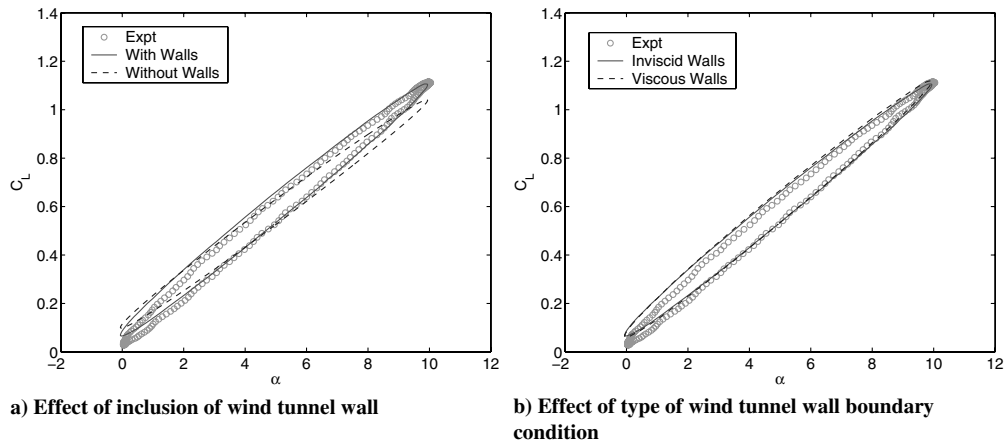 1.4
1.2
1
0.8
0.6
0.4
0.2
0
C_L
Expt
With Walls
Without Walls
−2
0
2
4
6
8
10
12
α
a) Effect of inclusion of wind tunnel wall
1.4
1.2
1
0.8
0.6
0.4
0.2
0
C_L
Expt
Inviscid Walls
Viscous Walls
−2
0
2
4
6
8
10
12
α
b) Effect of type of wind tunnel wall boundary
condition